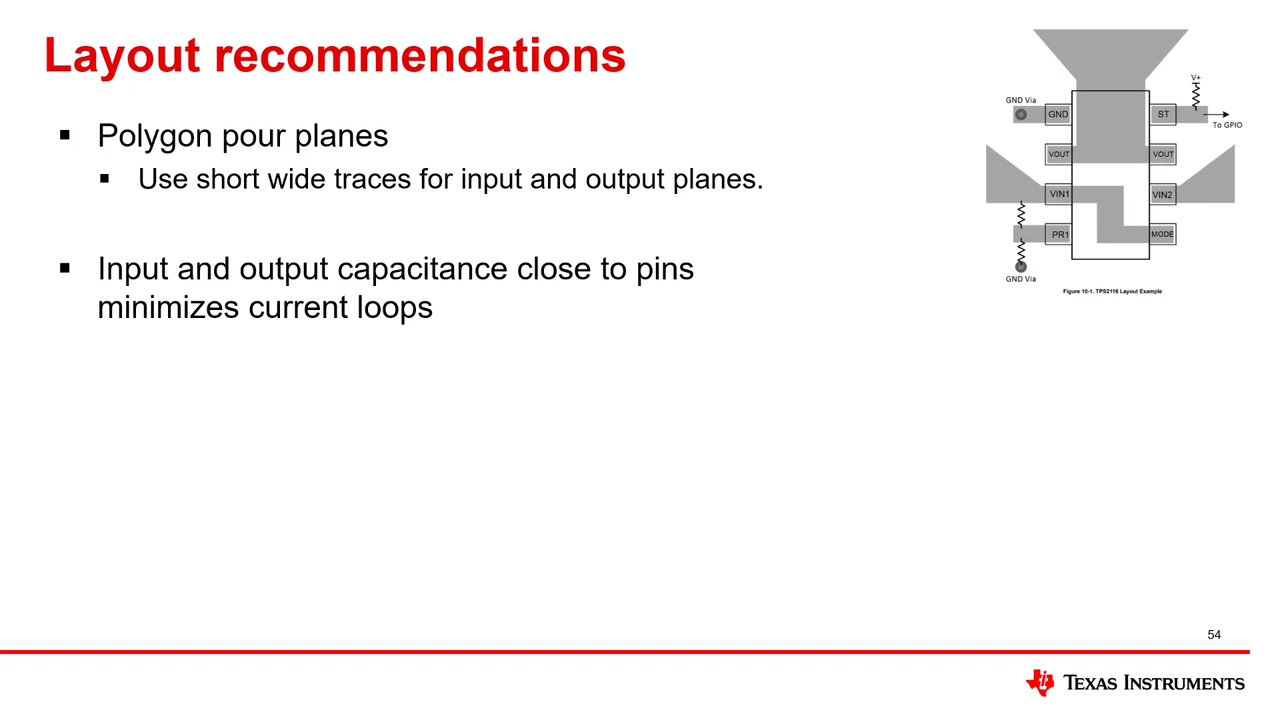 Layout recommendations
▪ Polygon pour planes
▪ Use short wide traces for input and output planes.
▪ Input and output capacitance close to pins
minimizes current loops
V+
GND Via
GND
ST
To GPIO
VOUT
VOUT
VIN1
VIN2
PR1
MODE
GND Via
Figure 10-1. TPS2116 Layout Example
54
TEXAS INSTRUMENTS